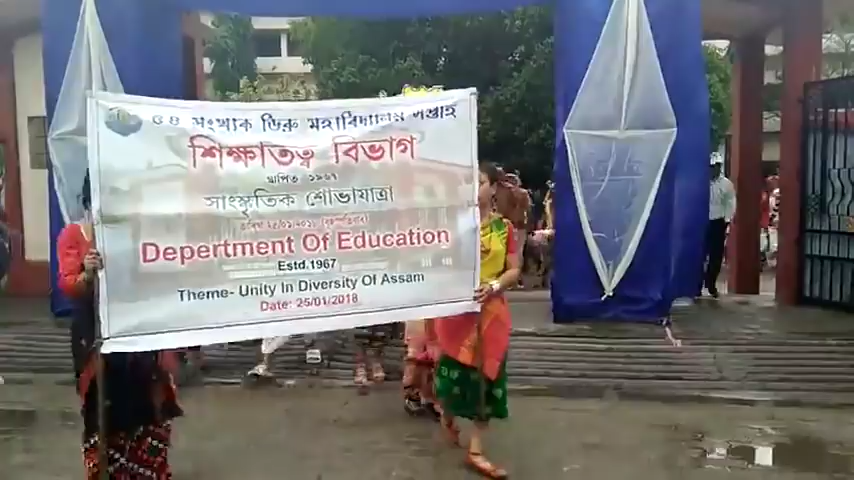 ৫৪ সংখ্যক ডিব্রু মহাবিদ্যালয় সপ্তাহ
শিক্ষাতত্ব বিভাগ
স্থাপিত ১৯৬৭
সাংস্কৃতিক শোভাযাত্ৰা
Department Of Education
Estd.1967
Theme-Unity In Diversity Of Assam
Date: 25/01/2018